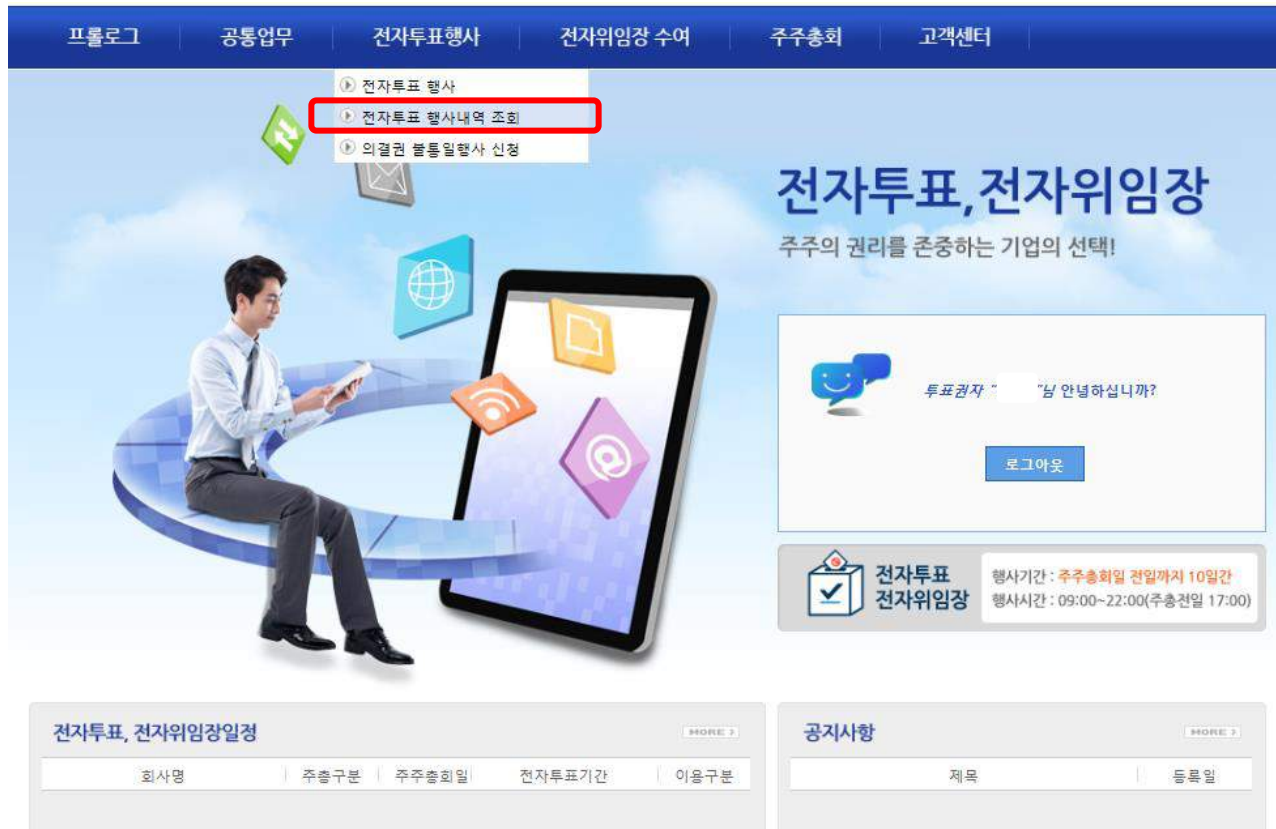 프롤로그 공통업무 전자투표행사 전자위임장 수여 주주총회 고객센터
전자투표 행사
전자투표 행사내역 조회
의결권 불통일행사 신청
전자투표,전자위임장
주주의 권리를 존중하는 기업의 선택!
투표권자 " "님 안녕하십니까?
로그아웃
전자투표
전자위임장
행사기간 : 주주총회일 전일까지 10일간
행사시간 : 09:00~22:00(주총전일 17:00)
전자투표, 전자위임장일정 MORE >
회사명 주총구분 주주총회일 전자투표기간 이용구분
공지사항 MORE >
제목 등록일